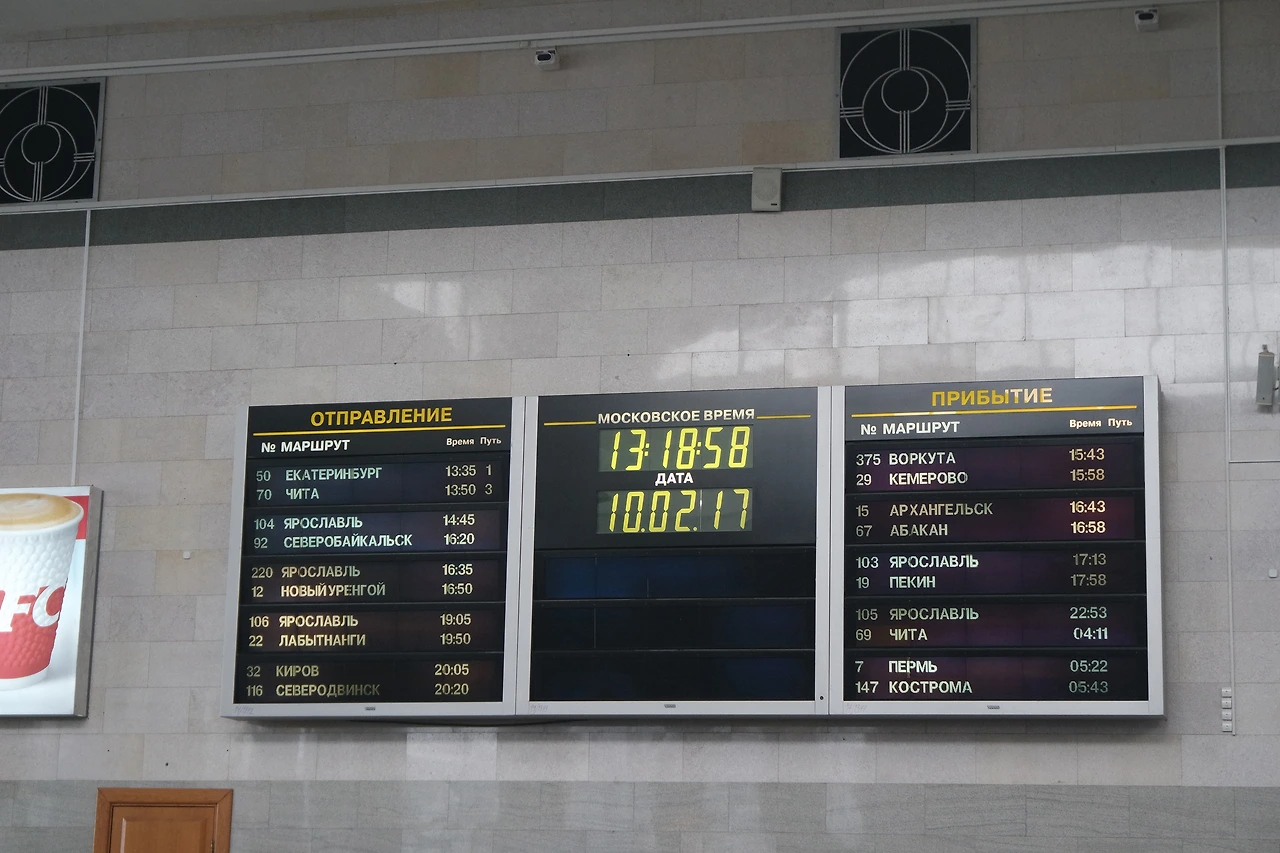 ОТПРАВЛЕНИЕ
№ МАРШРУТ Время Путь
50 ЕКАТЕРИНБУРГ 13:35 1
70 ЧИТА 13:50 3
104 ЯРОСЛАВЛЬ 14:45
92 СЕВЕРОБАЙКАЛЬСК 16:20
220 ЯРОСЛАВЛЬ 16:35
12 НОВЫЙ УРЕНГОЙ 16:50
106 ЯРОСЛАВЛЬ 19:05
22 ЛАБЫТНАНГИ 19:50
32 КИРОВ 20:05
116 СЕВЕРОДВИНСК 20:20
МОСКОВСКОЕ ВРЕМЯ
13:18:58
ДАТА
10.02.17
ПРИБЫТИЕ
№ МАРШРУТ Время Путь
375 ВОРКУТА 15:43
29 КЕМЕРОВО 15:58
15 АРХАНГЕЛЬСК 16:43
67 АБАКАН 16:58
103 ЯРОСЛАВЛЬ 17:13
19 ПЕКИН 17:58
105 ЯРОСЛАВЛЬ 22:53
69 ЧИТА 04:11
7 ПЕРМЬ 05:22
147 КОСТРОМА 05:43
FC